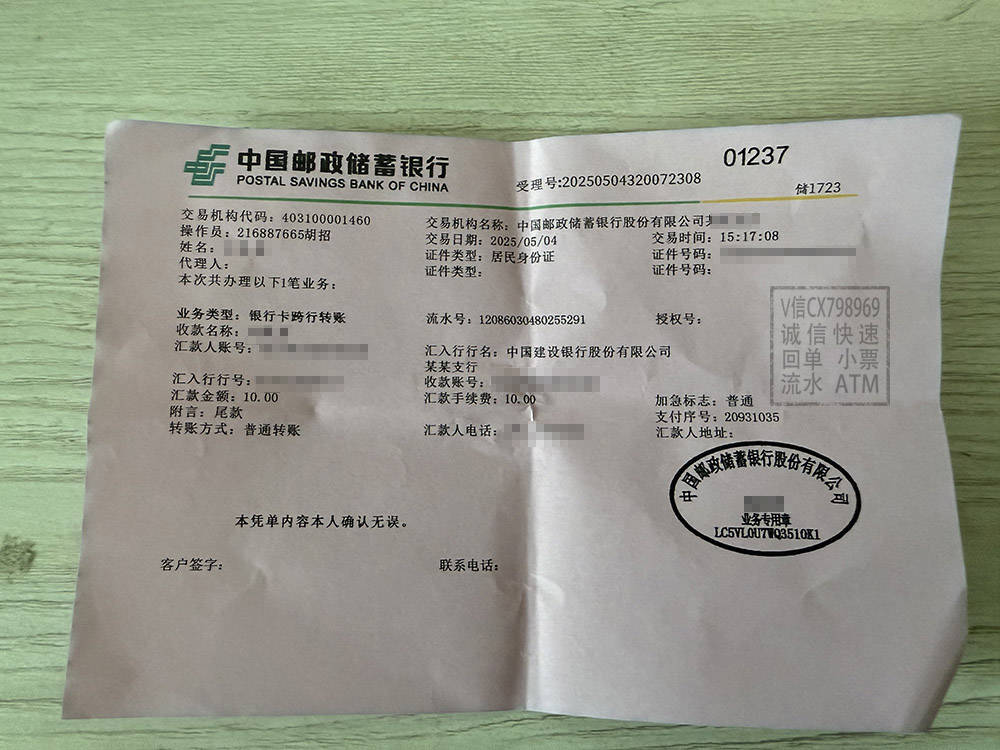 中国邮政储蓄银行
POSTAL SAVINGS BANK OF CHINA
01237
受理号:20250504320072308
储1723
交易机构代码: 403100001460
交易机构名称: 中国邮政储蓄银行股份有限公司某
操作员: 216887665胡招
交易日期: 2025/05/04
交易时间: 15:17:08
姓名:
证件类型: 居民身份证
证件号码:
代理人:
证件类型:
证件号码:
本次共办理以下1笔业务:
业务类型: 银行卡跨行转账
流水号: 12086030480255291
授权号:
收款名称:
汇款人账号:
汇入行行名: 中国建设银行股份有限公司
某某支行
汇入行行号:
收款账号:
汇款金额: 10.00
汇款手续费: 10.00
加急标志: 普通
附言: 尾款
支付序号: 20931035
转账方式: 普通转账
汇款人电话:
汇款人地址:
V信CX798969
诚信快速
回单 小票
流水 ATM
中国邮政储蓄银行股份有限公司
业务专用章
LC5VL0U7WQ3510K1
本凭单内容本人确认无误。
客户签字:
联系电话: